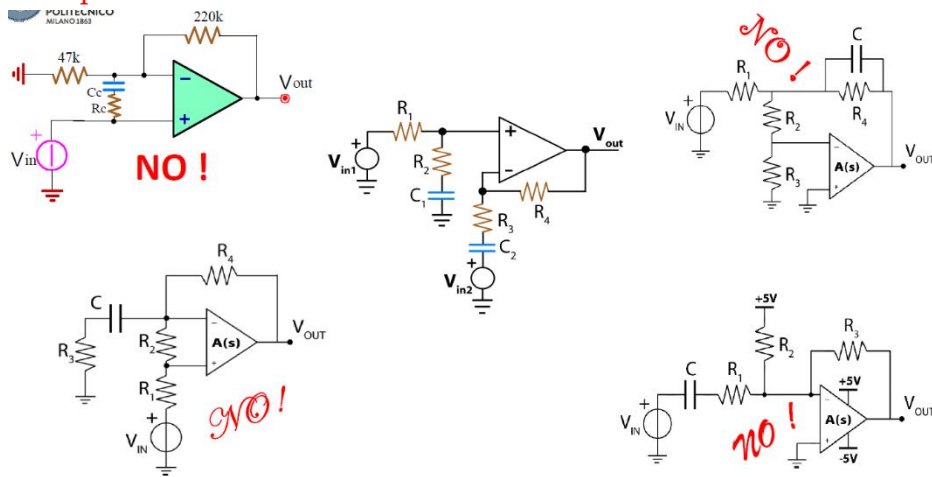 POLITECNICO
MILANO 1863
220k
47k
Cc
Rc
−
+
Vout
+
Vin
NO !
R1
R2
C1
+
Vin1
+
−
Vout
R4
R3
C2
+
Vin2
NO!
C
R1
R4
+
VIN
R2
R3
−
+
A(s)
VOUT
R4
C
R3
R2
−
+
A(s)
VOUT
R1
+
VIN
NO!
+5V
R3
R2
C
R1
+
VIN
−
+
+5V
A(s)
-5V
VOUT
NO !